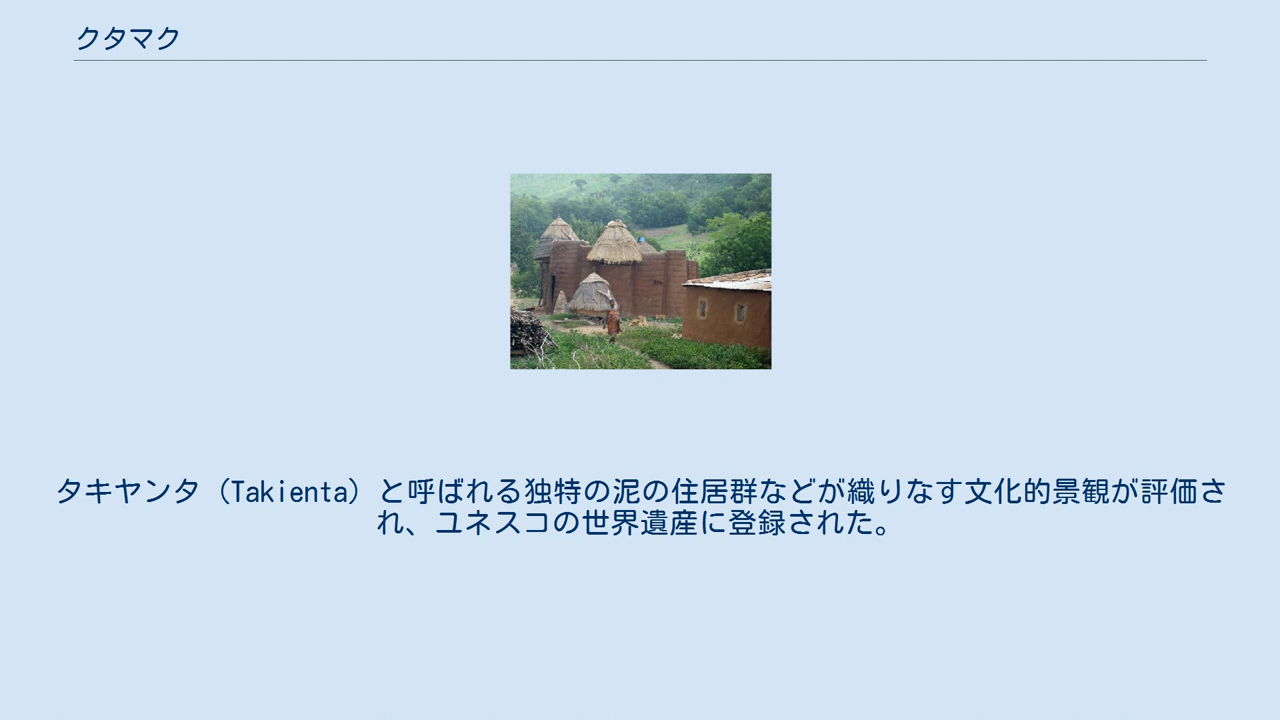 クタマク
タキヤンタ（Takienta）と呼ばれる独特の泥の住居群などが織りなす文化的景観が評価さ
れ、ユネスコの世界遺産に登録された。